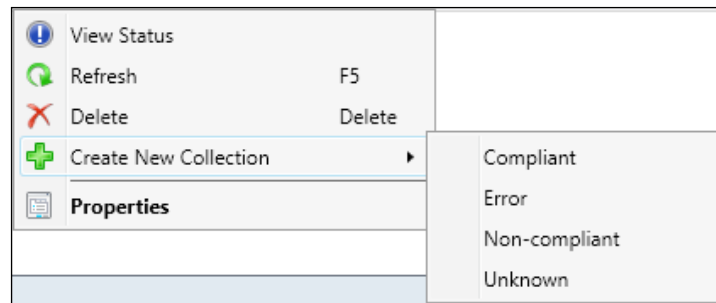 View Status
Refresh F5
Delete Delete
Create New Collection
Properties
Compliant
Error
Non-compliant
Unknown